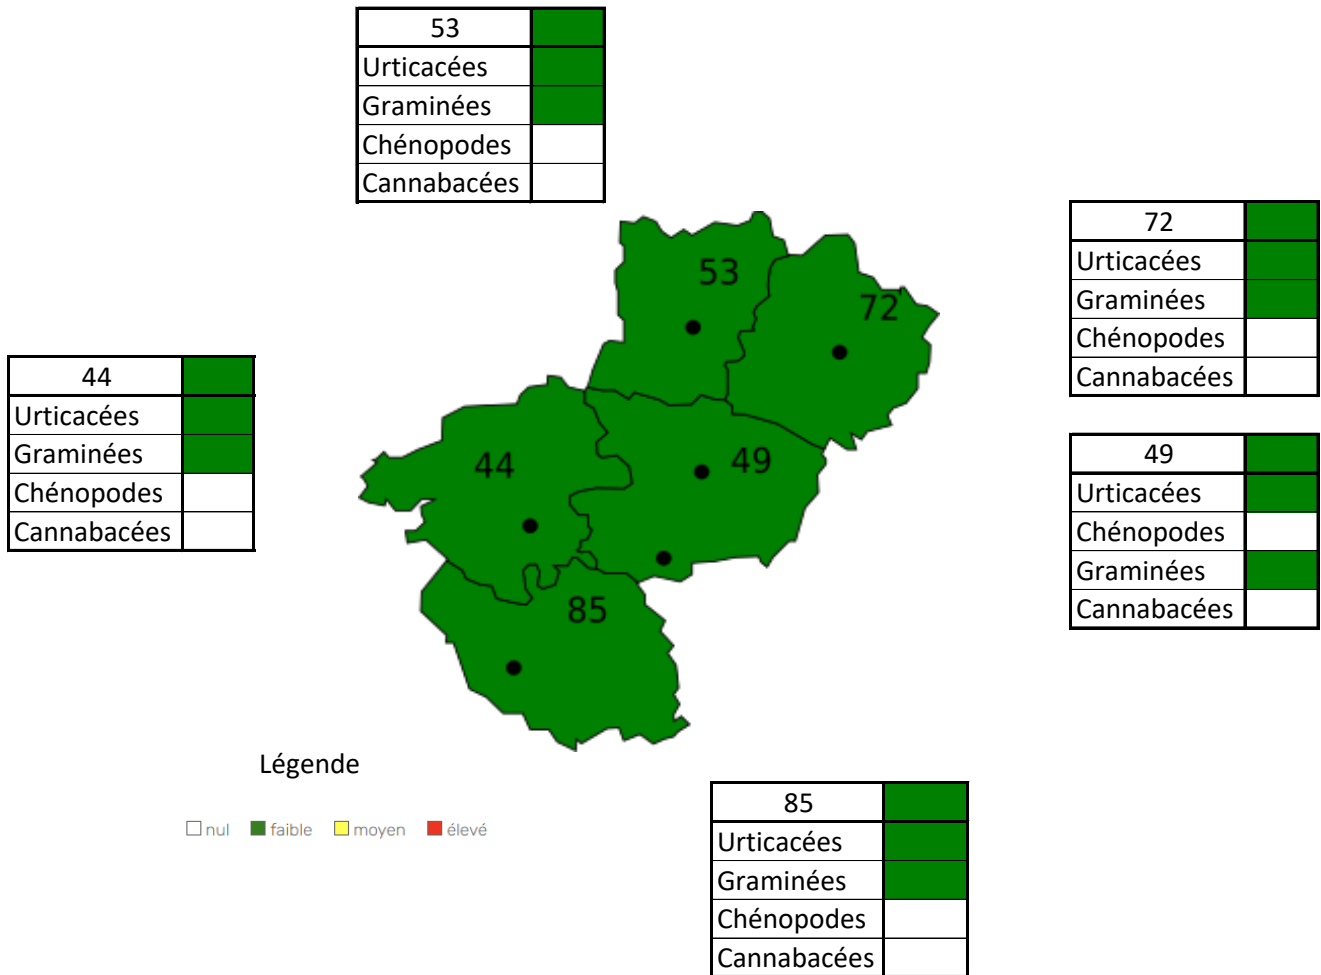 53
Urticacées
Graminées
Chénopodes
Cannabacées
72
Urticacées
Graminées
Chénopodes
Cannabacées
53
72
44
Urticacées
Graminées
Chénopodes
Cannabacées
49
Urticacées
Chénopodes
Graminées
Cannabacées
44
49
85
Légende
nul faible moyen élevé
85
Urticacées
Graminées
Chénopodes
Cannabacées